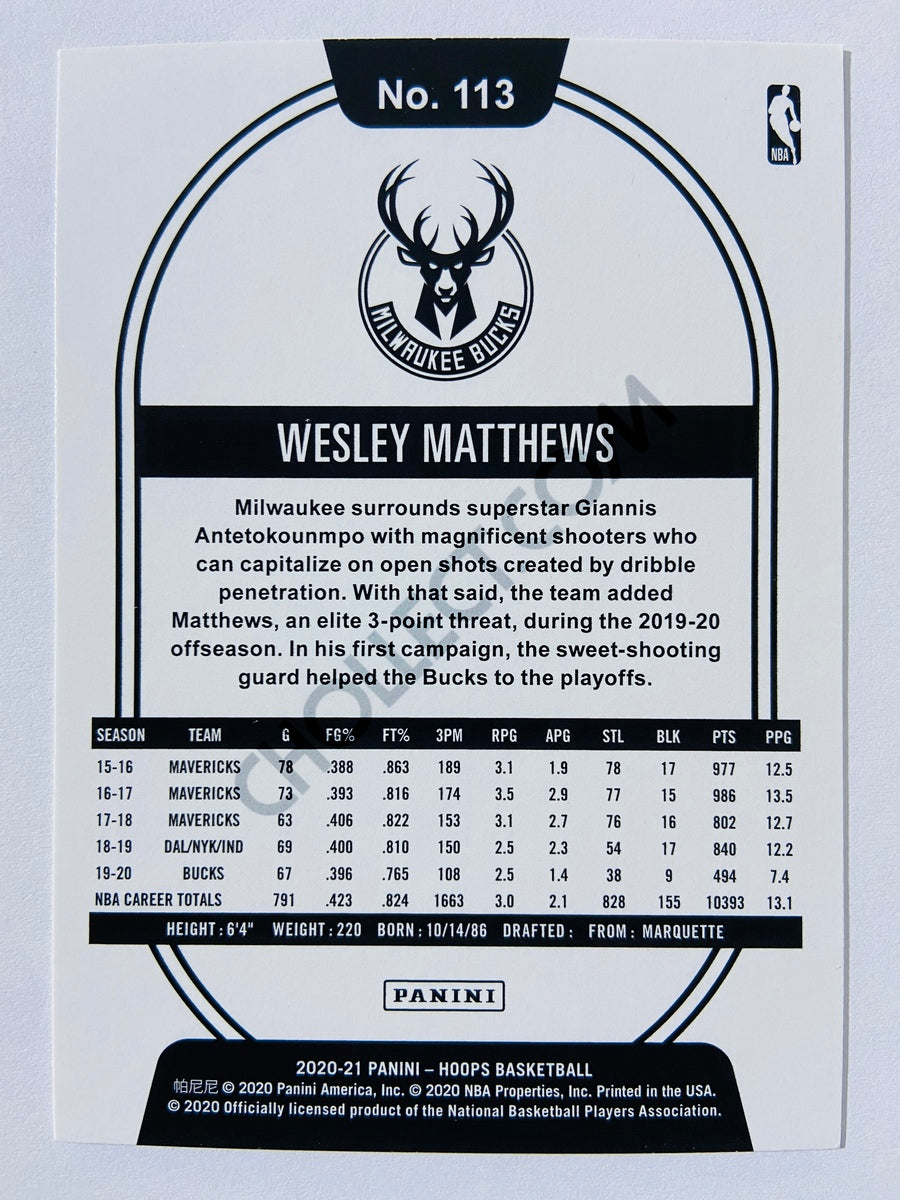 No. 113
NBA
MILWAUKEE BUCKS
WESLEY MATTHEWS
Milwaukee surrounds superstar Giannis
Antetokounmpo with magnificent shooters who
can capitalize on open shots created by dribble
penetration. With that said, the team added
Matthews, an elite 3-point threat, during the 2019-20
offseason. In his first campaign, the sweet-shooting
guard helped the Bucks to the playoffs.
CHOLLECT.COM
SEASON TEAM G FG% FT% 3PM RPG APG STL BLK PTS PPG
15-16 MAVERICKS 78 .388 .863 189 3.1 1.9 78 17 977 12.5
16-17 MAVERICKS 73 .393 .816 174 3.5 2.9 77 15 986 13.5
17-18 MAVERICKS 63 .406 .822 153 3.1 2.7 76 16 802 12.7
18-19 DAL/NYK/IND 69 .400 .810 150 2.5 2.3 54 17 840 12.2
19-20 BUCKS 67 .396 .765 108 2.5 1.4 38 9 494 7.4
NBA CAREER TOTALS 791 .423 .824 1663 3.0 2.1 828 155 10393 13.1
HEIGHT: 6'4" WEIGHT: 220 BORN: 10/14/86 DRAFTED: FROM: MARQUETTE
PANINI
2020-21 PANINI – HOOPS BASKETBALL
帕尼尼 © 2020 Panini America, Inc. © 2020 NBA Properties, Inc. Printed in the USA.
© 2020 Officially licensed product of the National Basketball Players Association.